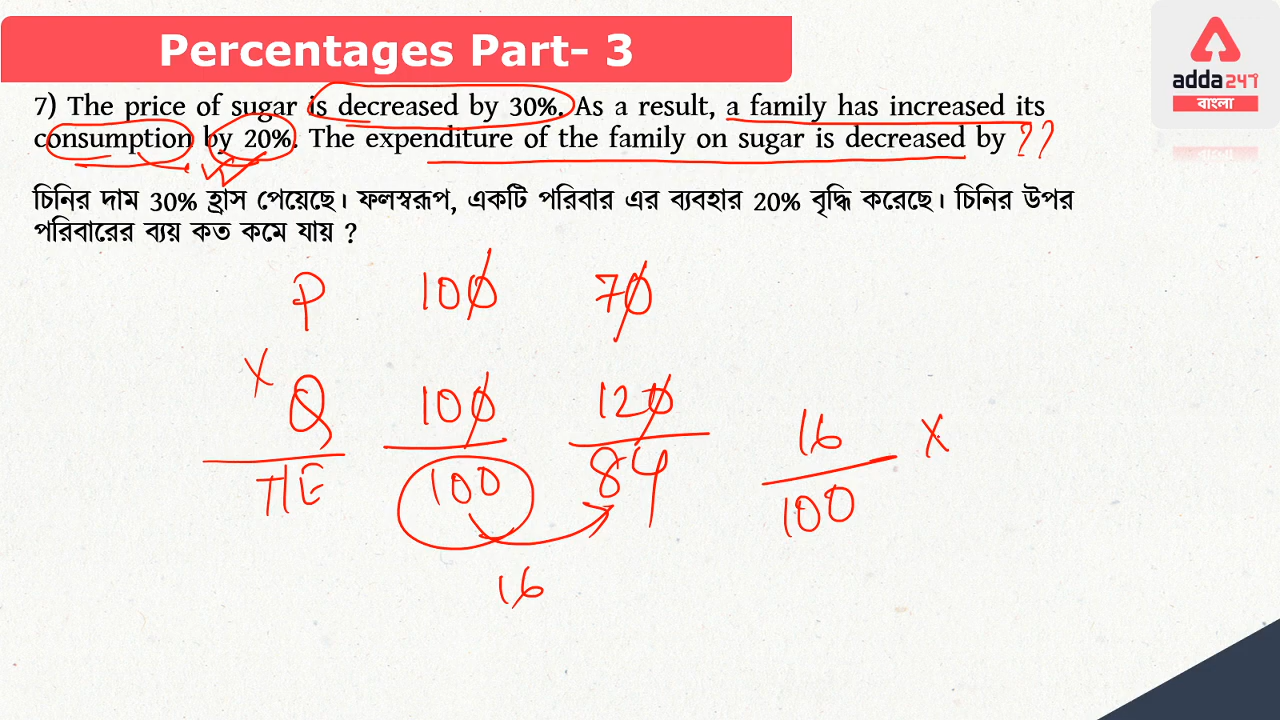 Percentages Part- 3
adda247
বাংলা
7) The price of sugar is decreased by 30%. As a result, a family has increased its
consumption by 20%. The expenditure of the family on sugar is decreased by ??
চিনির দাম 30% হ্রাস পেয়েছে। ফলস্বরূপ, একটি পরিবার এর ব্যবহার 20% বৃদ্ধি করেছে। চিনির উপর
পরিবারের ব্যয় কত কমে যায় ?
P 100 70
X Q 100 120
TE 100 84
16
16 X
100